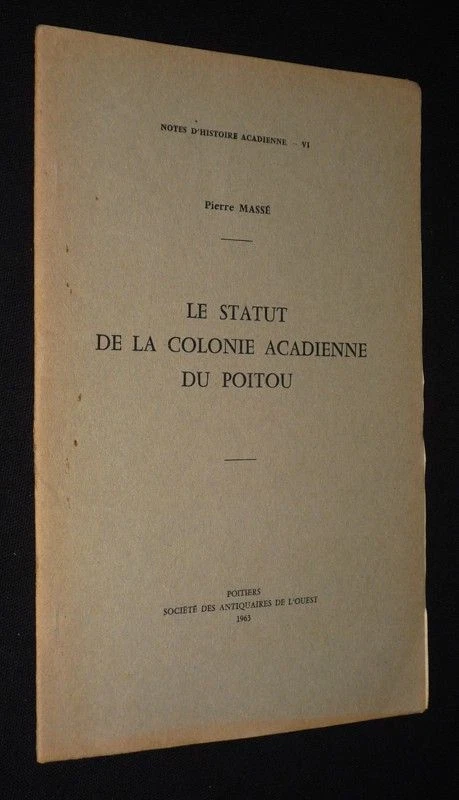 NOTES D'HISTOIRE ACADIENNE - VI
Pierre MASSÉ
LE STATUT
DE LA COLONIE ACADIENNE
DU POITOU
POITIERS
SOCIÉTÉ DES ANTIQUAIRES DE L'OUEST
1963